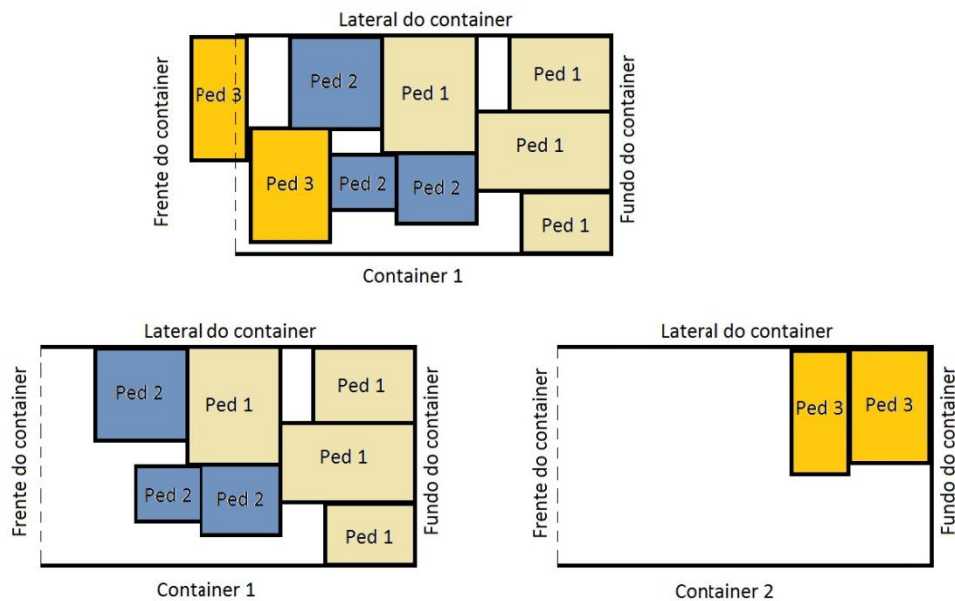 Lateral do container
Frente do container
Ped 3
Ped 2
Ped 1
Ped 1
Ped 1
Ped 3
Ped 2
Ped 2
Ped 1
Fundo do container
Container 1
Lateral do container
Frente do container
Ped 2
Ped 1
Ped 1
Ped 1
Ped 2
Ped 2
Ped 1
Fundo do container
Container 1
Lateral do container
Frente do container
Ped 3
Ped 3
Fundo do container
Container 2